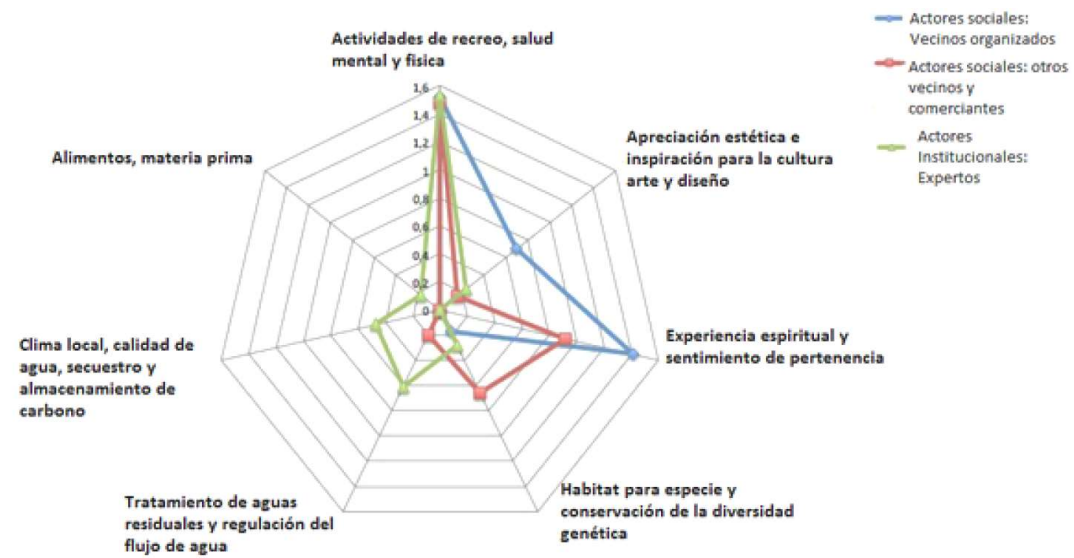 Actividades de recreo, salud
mental y fisica
1,6
1,4
1,2
1
0,8
0,6
0,4
0,2
0
Apreciación estética e
inspiración para la cultura
arte y diseño
Experiencia espiritual y
sentimiento de pertenencia
Habitat para especie y
conservación de la diversidad
genética
Tratamiento de aguas
residuales y regulación del
flujo de agua
Clima local, calidad de
agua, secuestro y
almacenamiento de
carbono
Alimentos, materia prima
Actores sociales:
Vecinos organizados
Actores sociales: otros
vecinos y
comerciantes
Actores
Institucionales:
Expertos